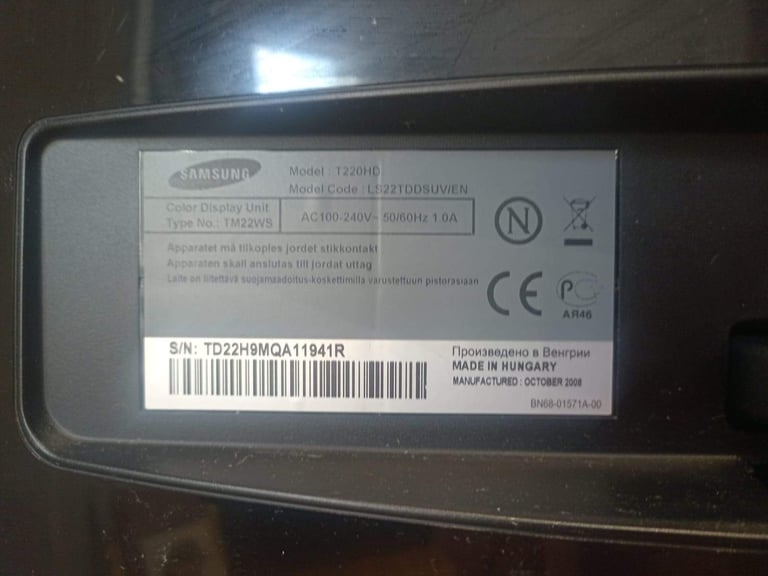 SAMSUNG
Model : T220HD
Model Code : LS22TDDSUV/EN
Color Display Unit
Type No.: TM22WS
AC100-240V~ 50/60Hz 1.0A
N
Apparatet må tilkoples jordet stikkontakt
Apparaten skall anslutas till jordat uttag
Laite on liitettävä suojamaadoitus-koskettimilla varustettuun pistorasiaan
CE
РС
АЯ46
S/N: TD22H9MQA11941R
Произведено в Венгрии
MADE IN HUNGARY
MANUFACTURED : OCTOBER 2008
BN68-01571A-00